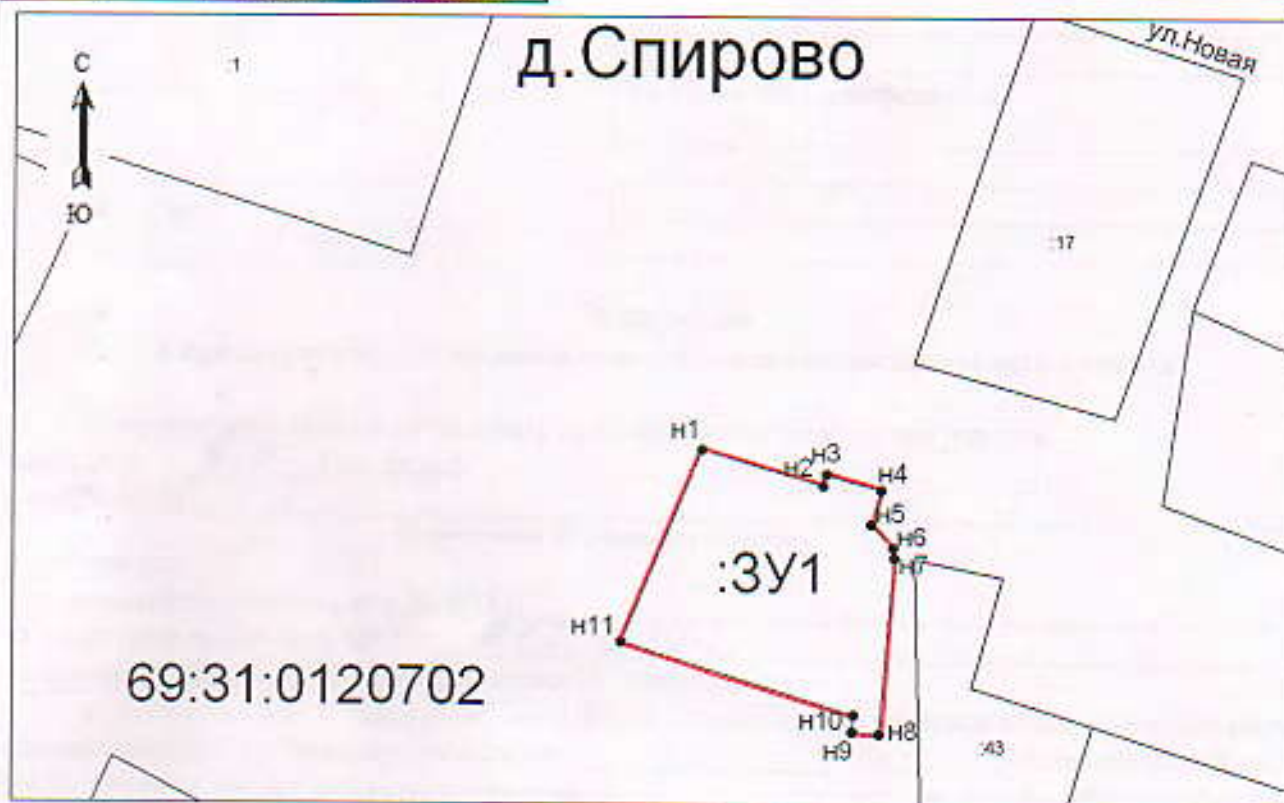 д.Спирово
ул.Новая
С
Ю
:1
:17
н1
н2
н3
н4
н5
н6
н7
:ЗУ1
н11
69:31:0120702
н10
н9
н8
:43